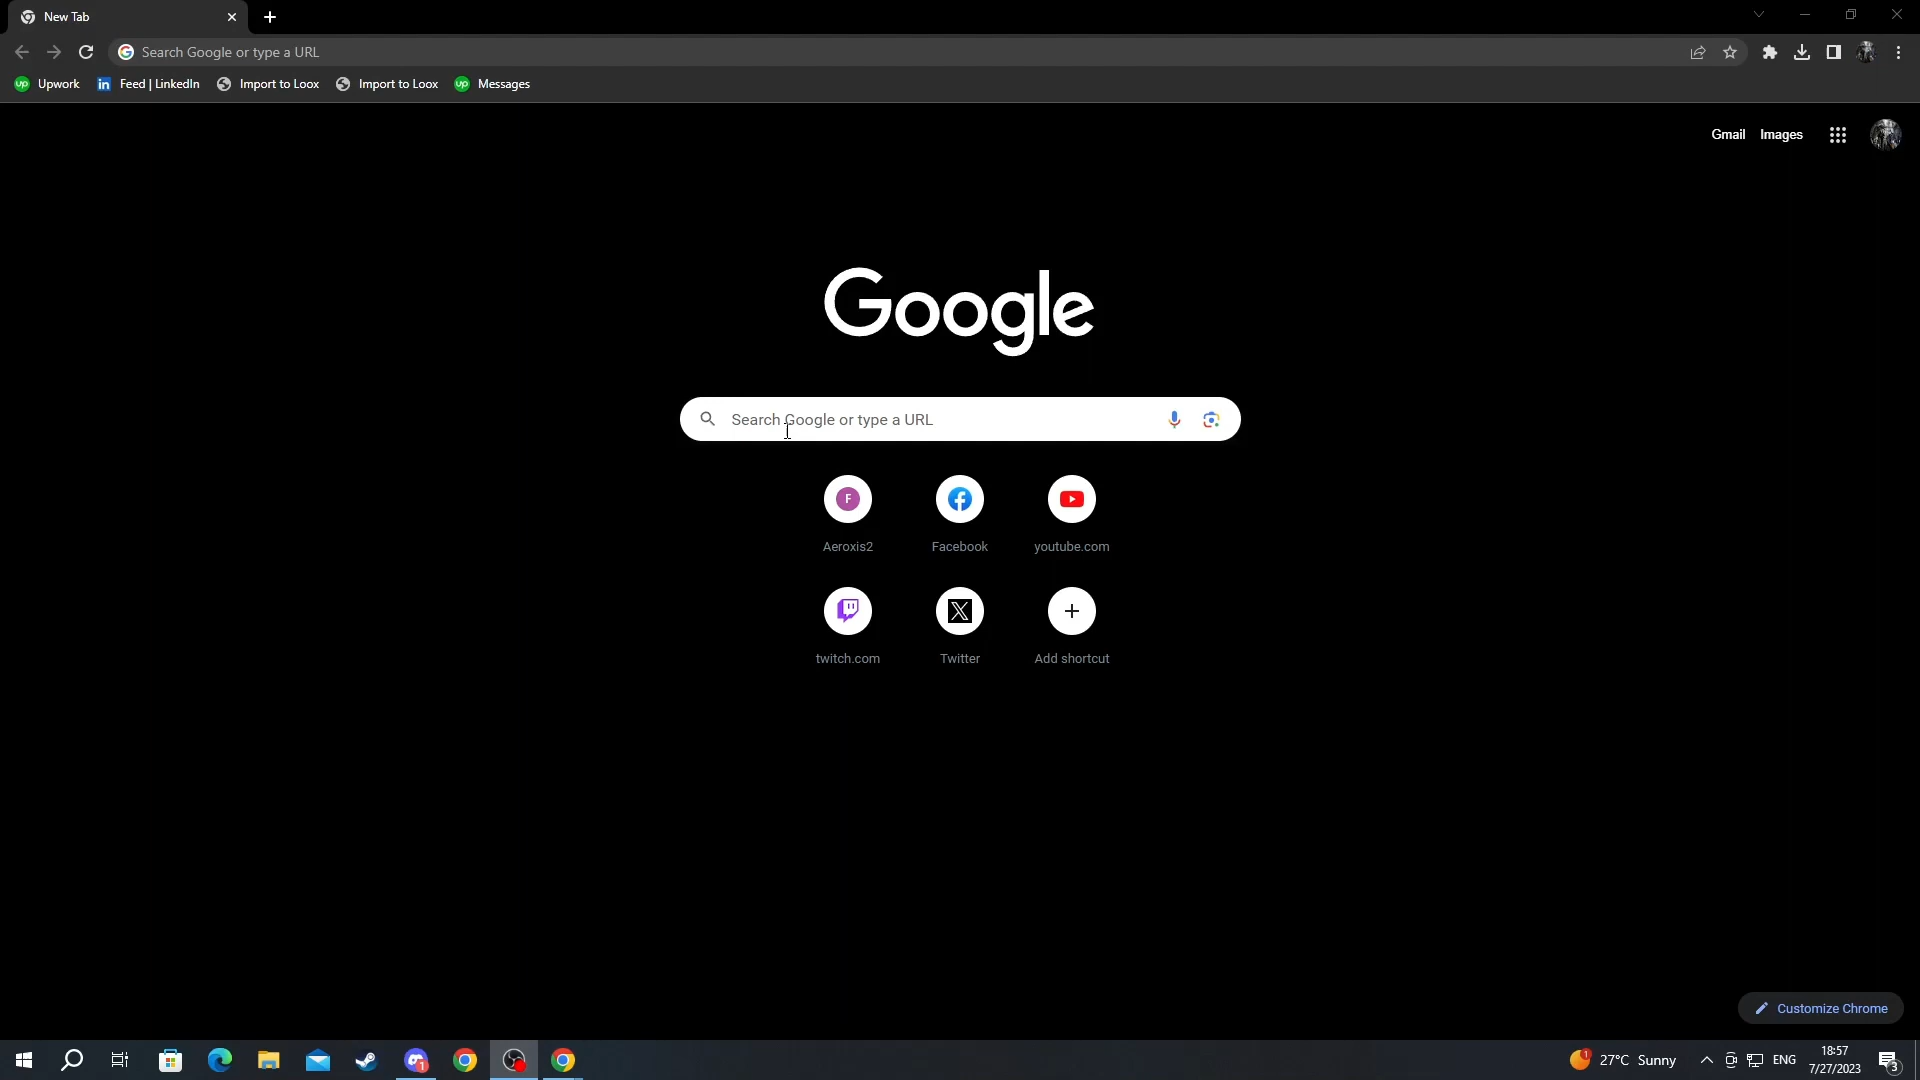 New Tab
Search Google or type a URL
Upwork
Feed | LinkedIn
Import to Loox
Import to Loox
Messages
Gmail
Images
Google
Search Google or type a URL
F
Aeroxis2
Facebook
youtube.com
twitch.com
Twitter
Add shortcut
Customize Chrome
27°C Sunny
ENG
18:57
7/27/2023
3